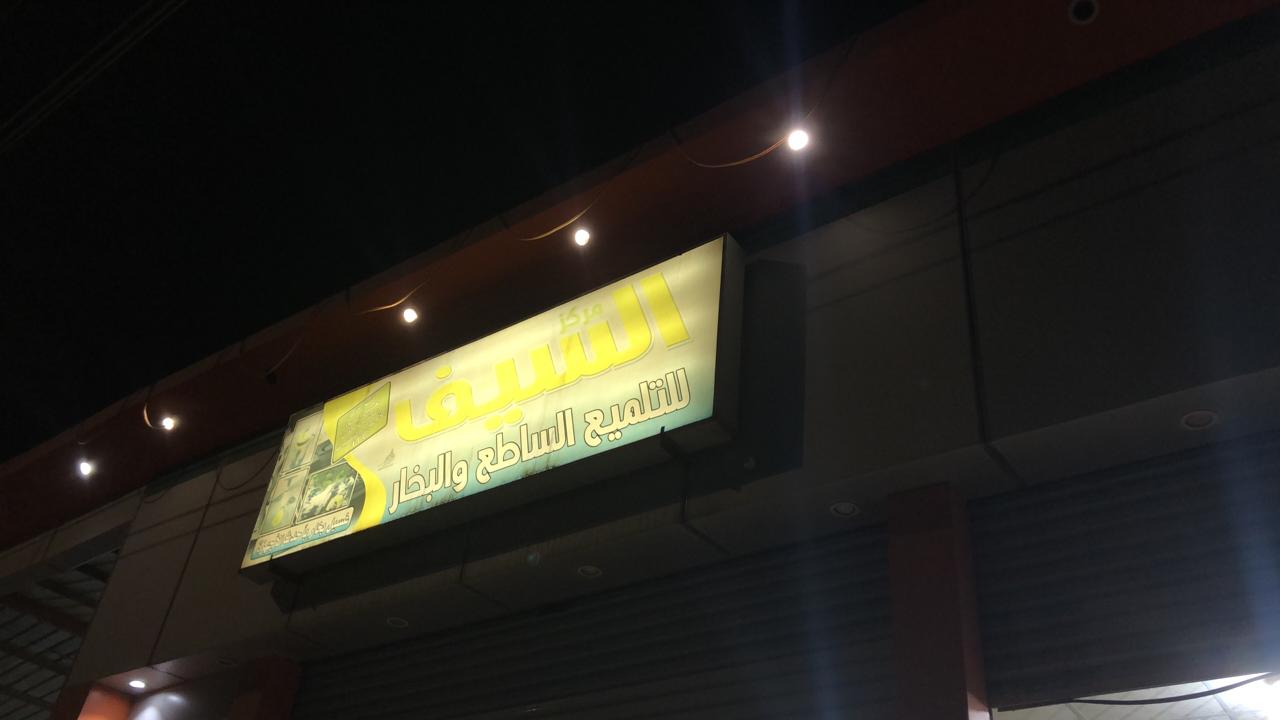 مركز
السيف
للتلميع الساطع والبخار